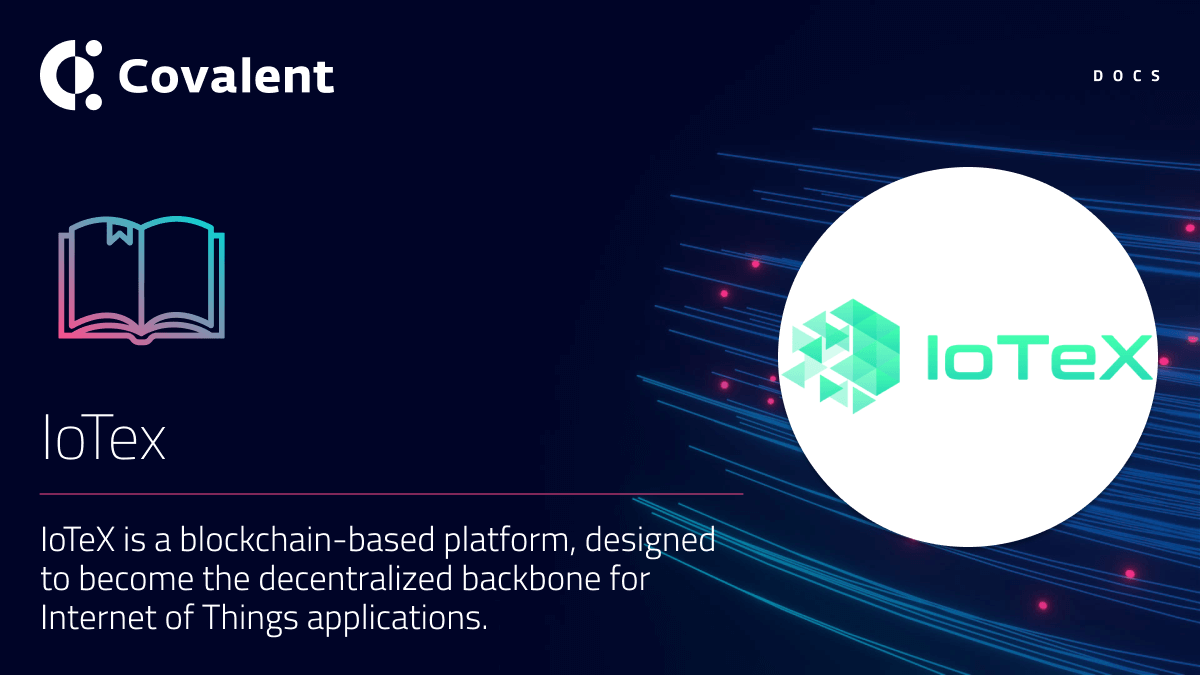 Covalent
DOCS
IoTeX
IoTex
IoTeX is a blockchain-based platform, designed
to become the decentralized backbone for
Internet of Things applications.